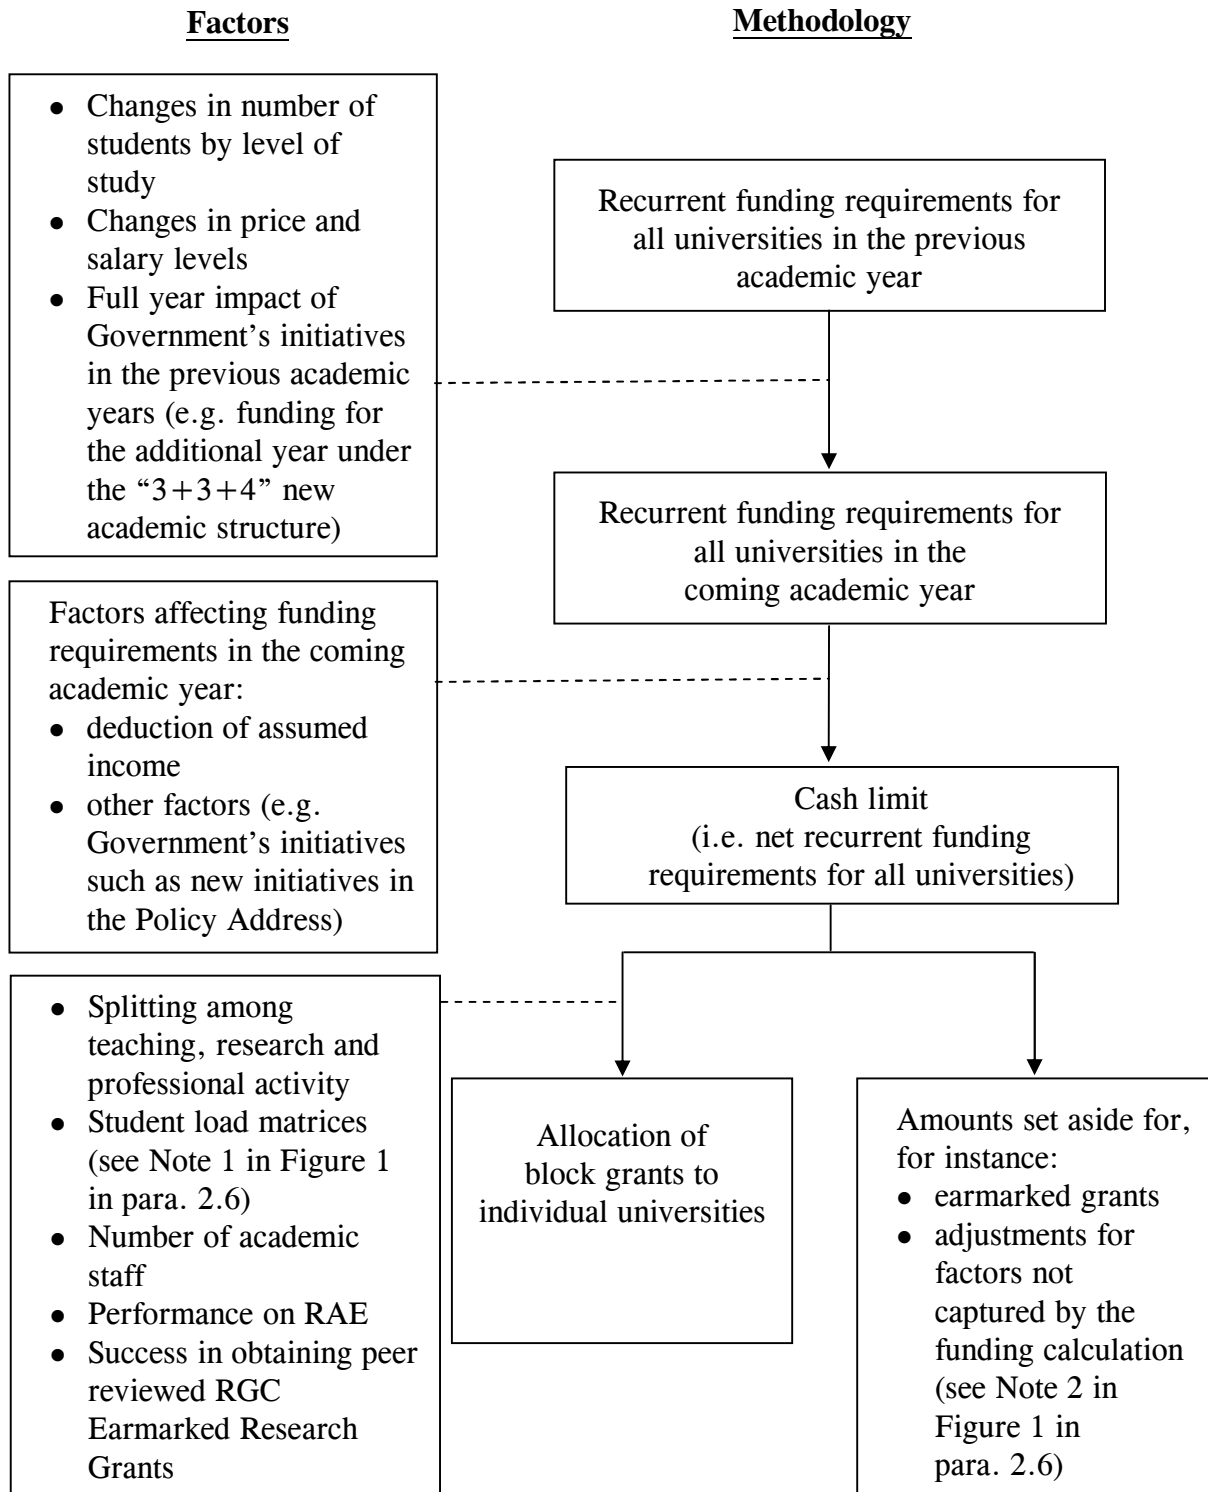 Factors
Methodology
● Changes in number of
students by level of
study
● Changes in price and
salary levels
● Full year impact of
Government’s initiatives
in the previous academic
years (e.g. funding for
the additional year under
the “3+3+4” new
academic structure)
Recurrent funding requirements for
all universities in the previous
academic year
Recurrent funding requirements for
all universities in the
coming academic year
Factors affecting funding
requirements in the coming
academic year:
● deduction of assumed
income
● other factors (e.g.
Government’s initiatives
such as new initiatives in
the Policy Address)
Cash limit
(i.e. net recurrent funding
requirements for all universities)
● Splitting among
teaching, research and
professional activity
● Student load matrices
(see Note 1 in Figure 1
in para. 2.6)
● Number of academic
staff
● Performance on RAE
● Success in obtaining peer
reviewed RGC
Earmarked Research
Grants
Allocation of
block grants to
individual universities
Amounts set aside for,
for instance:
● earmarked grants
● adjustments for
factors not
captured by the
funding calculation
(see Note 2 in
Figure 1 in
para. 2.6)